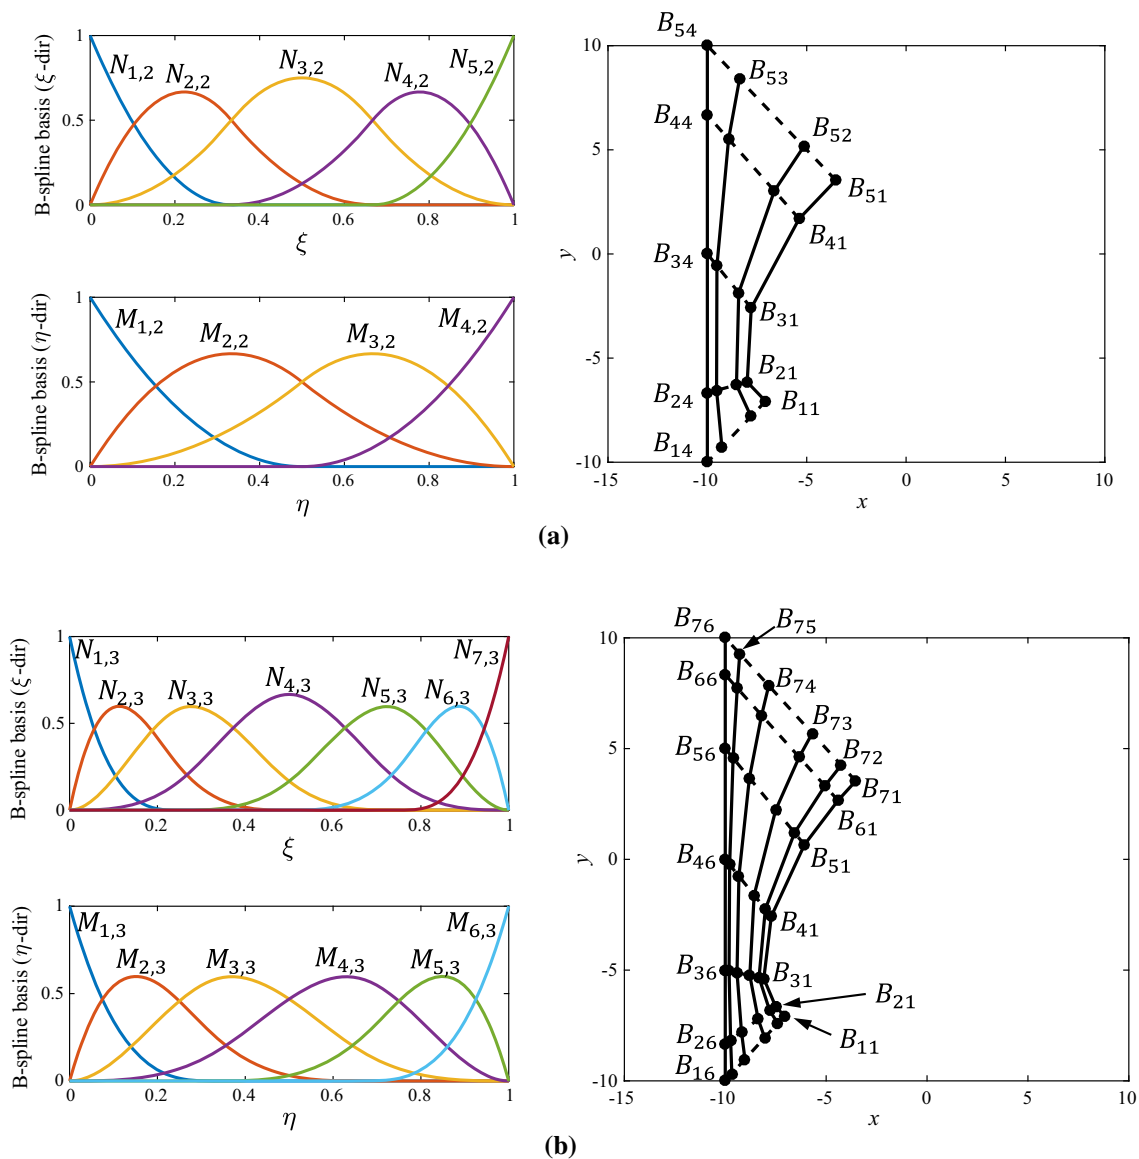 B-spline basis (ξ-dir)
1
0.5
0
N1,2
N2,2
N3,2
N4,2
N5,2
0 0.2 0.4 0.6 0.8 1
ξ
B-spline basis (η-dir)
1
0.5
0
M1,2
M2,2
M3,2
M4,2
0 0.2 0.4 0.6 0.8 1
η
y
10
5
0
-5
-10
B54
B53
B44
B52
B51
B41
B34
B31
B21
B24
B11
B14
-15 -10 -5 0 5 10
x
(a)
B-spline basis (ξ-dir)
1
0.5
0
N1,3
N2,3
N3,3
N4,3
N5,3
N6,3
N7,3
0 0.2 0.4 0.6 0.8 1
ξ
B-spline basis (η-dir)
1
0.5
0
M1,3
M2,3
M3,3
M4,3
M5,3
M6,3
0 0.2 0.4 0.6 0.8 1
η
y
10
5
0
-5
-10
B76
B75
B66
B74
B73
B56
B72
B71
B61
B46
B51
B41
B36
B31
B21
B26
B11
B16
-15 -10 -5 0 5 10
x
(b)